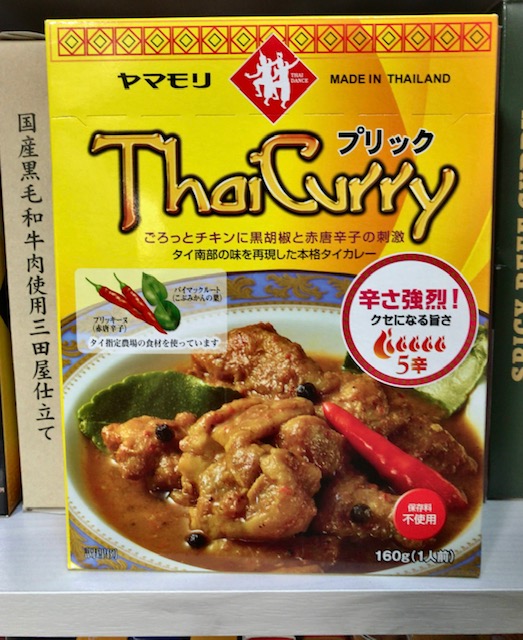 ヤマモリ
THAI DANCE
MADE IN THAILAND
プリック
ThaiCurry
ごろっとチキンに黒胡椒と赤唐辛子の刺激
タイ南部の味を再現した本格タイカレー
バイマックルート
(こぶみかんの葉)
プリッキーヌ
(赤唐辛子)
タイ指定農場の食材を使っています
辛さ強烈!
クセになる旨さ
5辛
保存料
不使用
160g(1人前)
国産黒毛和牛肉使用三田屋仕立て